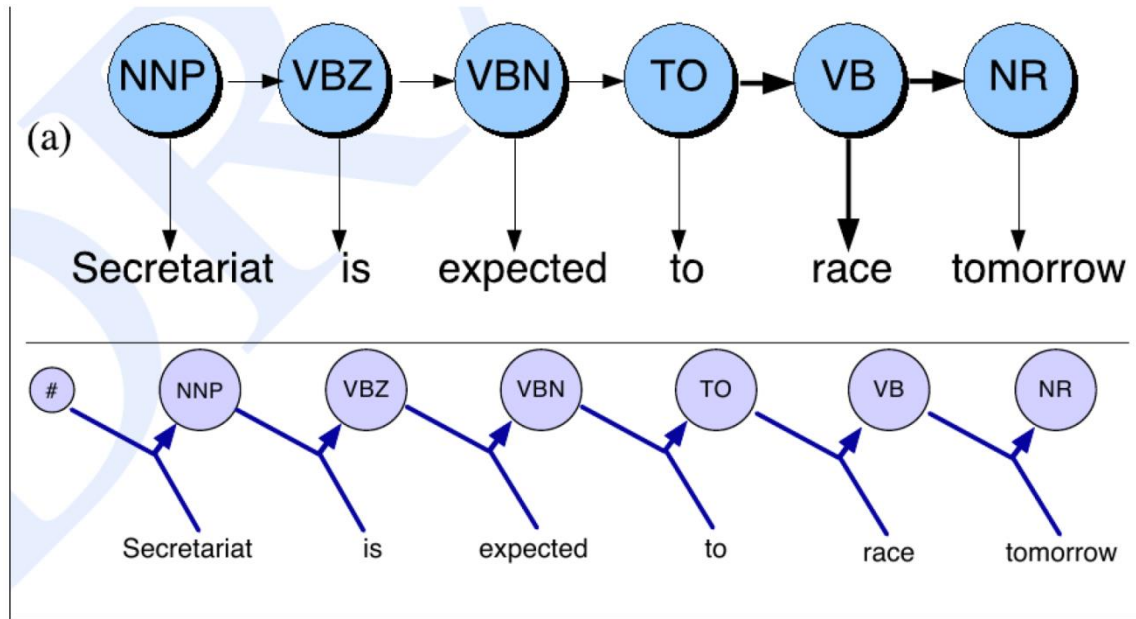 NNP VBZ VBN TO VB NR
(a)
Secretariat is expected to race tomorrow
# NNP VBZ VBN TO VB NR
Secretariat is expected to race tomorrow